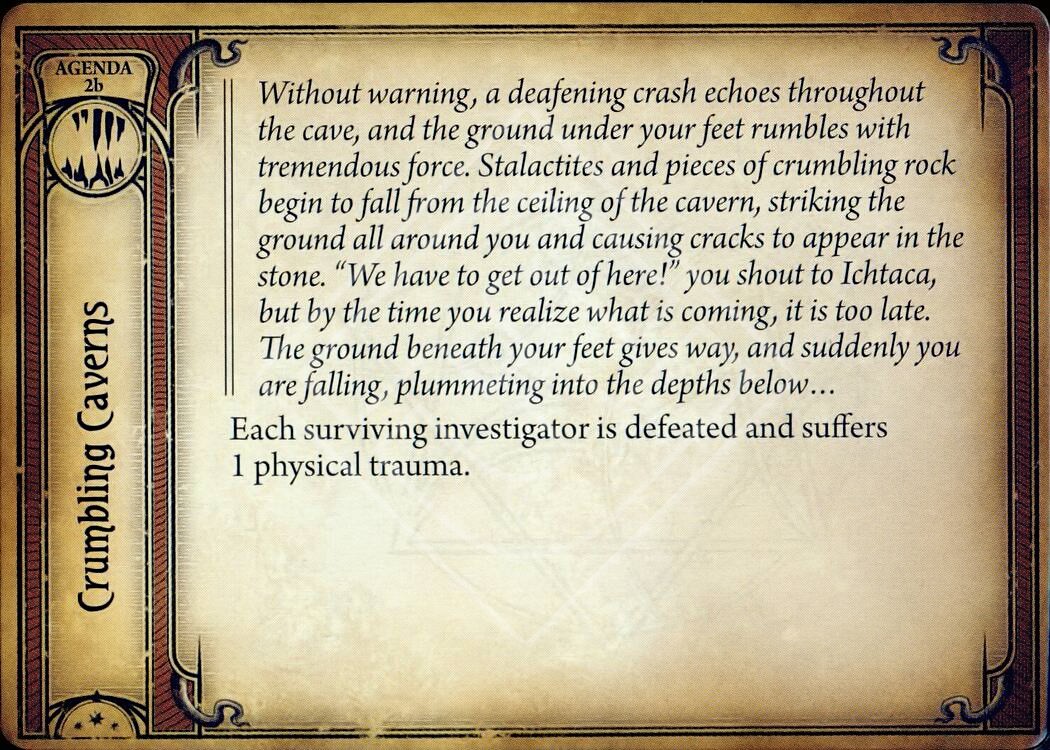 AGENDA
2b
Crumbling Caverns
Without warning, a deafening crash echoes throughout
the cave, and the ground under your feet rumbles with
tremendous force. Stalactites and pieces of crumbling rock
begin to fall from the ceiling of the cavern, striking the
ground all around you and causing cracks to appear in the
stone. “We have to get out of here!” you shout to Ichtaca,
but by the time you realize what is coming, it is too late.
The ground beneath your feet gives way, and suddenly you
are falling, plummeting into the depths below…
Each surviving investigator is defeated and suffers
1 physical trauma.